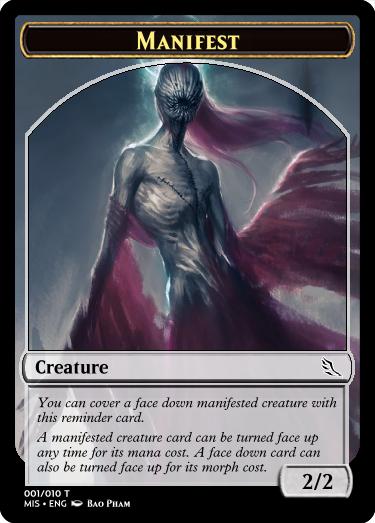 MANIFEST
Creature
You can cover a face down manifested creature with
this reminder card.
A manifested creature card can be turned face up
any time for its mana cost. A face down card can
also be turned face up for its morph cost.
2/2
001/010 T
MIS • ENG BAO PHAM